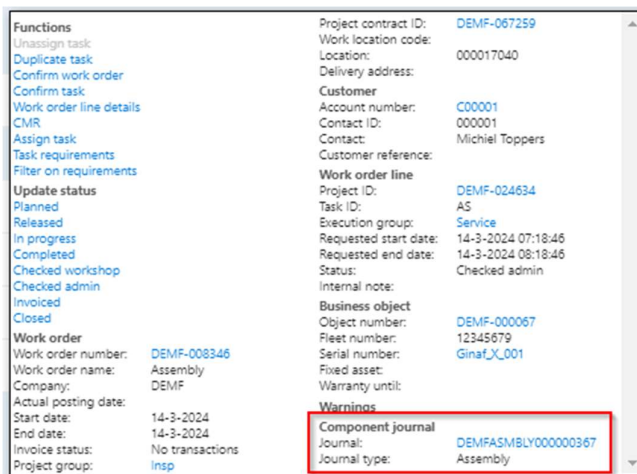 Functions
Unassign task
Duplicate task
Confirm work order
Confirm task
Work order line details
CMR
Assign task
Task requirements
Filter on requirements
Update status
Planned
Released
In progress
Completed
Checked workshop
Checked admin
Invoiced
Closed
Work order
Work order number: DEMF-008346
Work order name: Assembly
Company: DEMF
Actual posting date:
Start date: 14-3-2024
End date: 14-3-2024
Invoice status: No transactions
Project group: Insp
Project contract ID: DEMF-067259
Work location code:
Location: 000017040
Delivery address:
Customer
Account number: C00001
Contact ID: 000001
Contact: Michiel Toppers
Customer reference:
Work order line
Project ID: DEMF-024634
Task ID: AS
Execution group: Service
Requested start date: 14-3-2024 07:18:46
Requested end date: 14-3-2024 08:18:46
Status: Checked admin
Internal note:
Business object
Object number: DEMF-000067
Fleet number: 12345679
Serial number: Ginaf_X_001
Fixed asset:
Warranty until:
Warnings
Component journal
Journal: DEMFASMBLY000000367
Journal type: Assembly